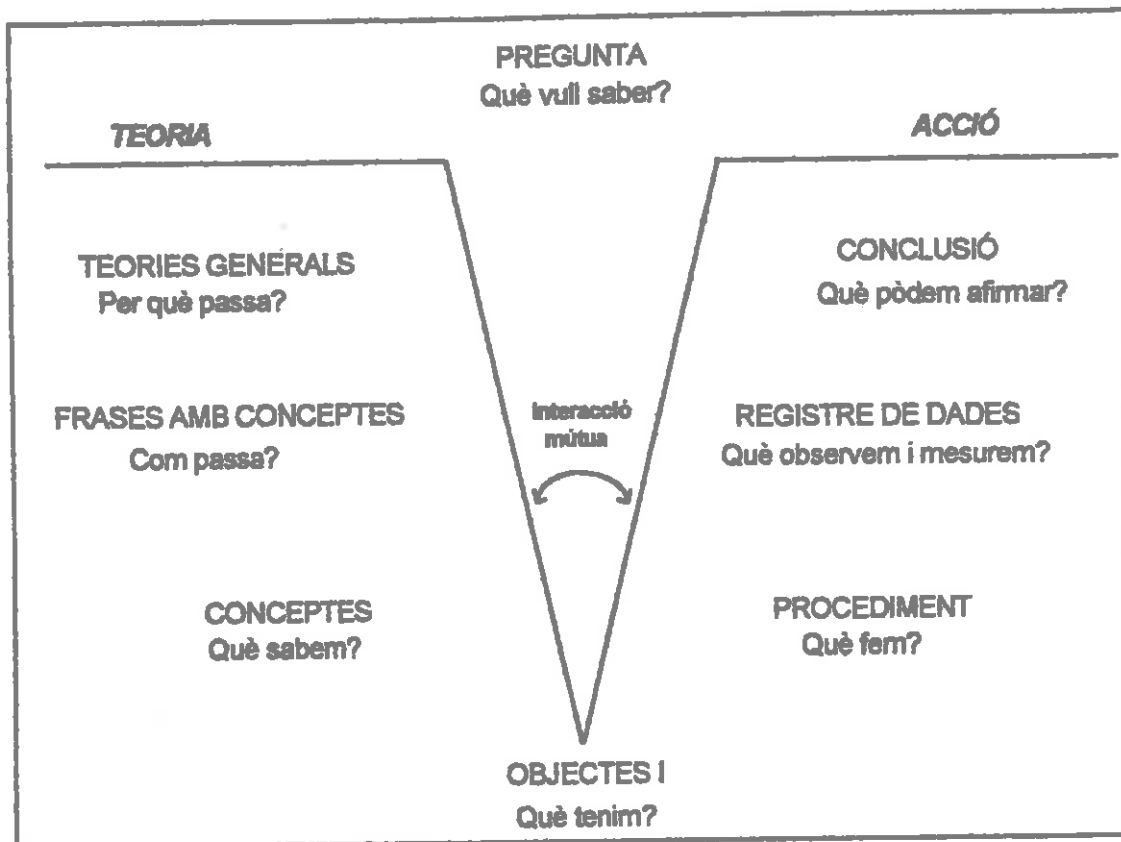 PREGUNTA
Què vull saber?
TEORIA
ACCIÓ
TEORIES GENERALS
Per què passa?
CONCLUSIÓ
Què pòdem afirmar?
FRASES AMB CONCEPTES
Com passa?
interacció
mútua
REGISTRE DE DADES
Què observem i mesurem?
CONCEPTES
Què sabem?
PROCEDIMENT
Què fem?
OBJECTES I
Què tenim?